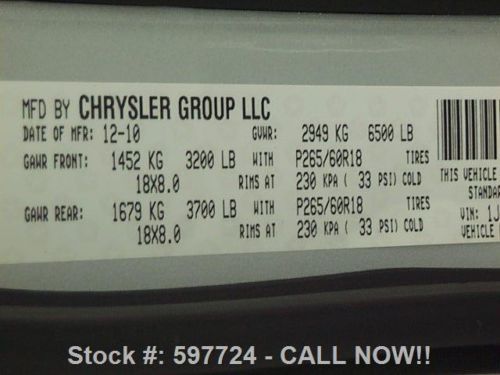 MFD BY CHRYSLER GROUP LLC
DATE OF MFR: 12-10 GVWR: 2949 KG 6500 LB
GAWR FRONT: 1452 KG 3200 LB WITH P265/60R18 TIRES
18X8.0 RIMS AT 230 KPA ( 33 PSI) COLD
GAWR REAR: 1679 KG 3700 LB WITH P265/60R18 TIRES
18X8.0 RIMS AT 230 KPA ( 33 PSI) COLD
THIS VEHICLE
STANDAR
VIN: 1J
VEHICLE
Stock #: 597724 - CALL NOW!!